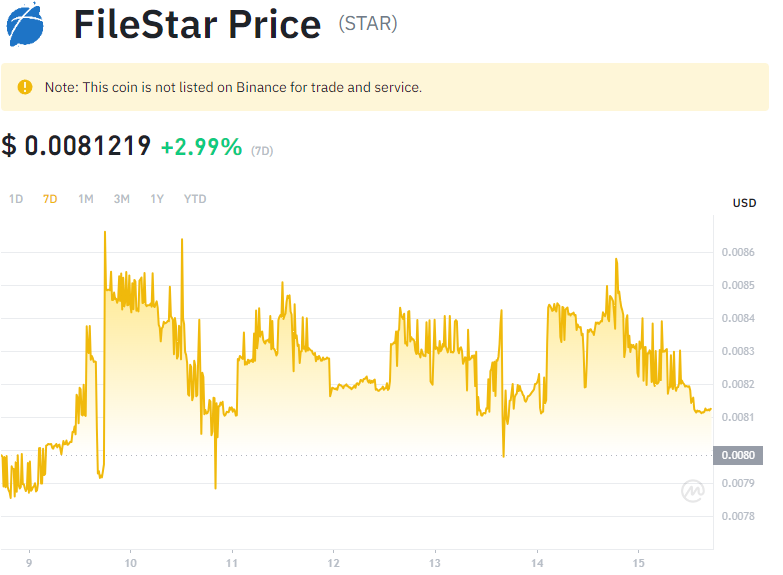 FileStar Price (STAR)
Note: This coin is not listed on Binance for trade and service.
$ 0.0081219 +2.99% (7D)
1D 7D 1M 3M 1Y YTD
USD
0.0086
0.0085
0.0084
0.0083
0.0082
0.0081
0.0080
0.0079
0.0078
9 10 11 12 13 14 15